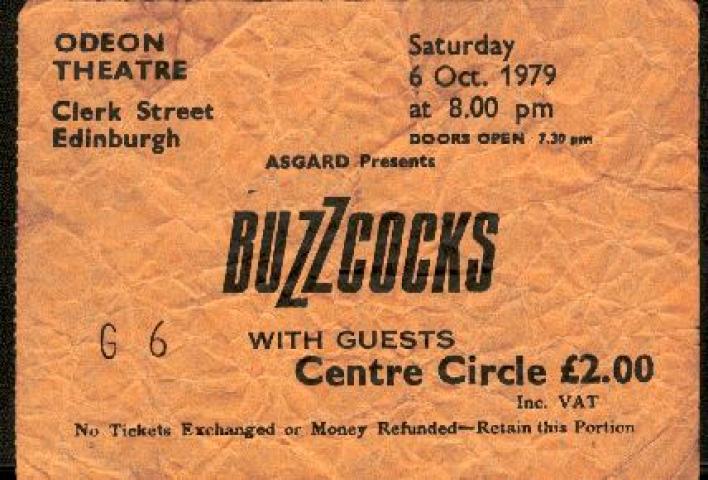 ODEON
THEATRE
Clerk Street
Edinburgh
Saturday
6 Oct. 1979
at 8.00 pm
DOORS OPEN 7.30 pm
ASGARD Presents
BUZZCOCKS
G 6
WITH GUESTS
Centre Circle £2.00
Inc. VAT
No Tickets Exchanged or Money Refunded—Retain this Portion